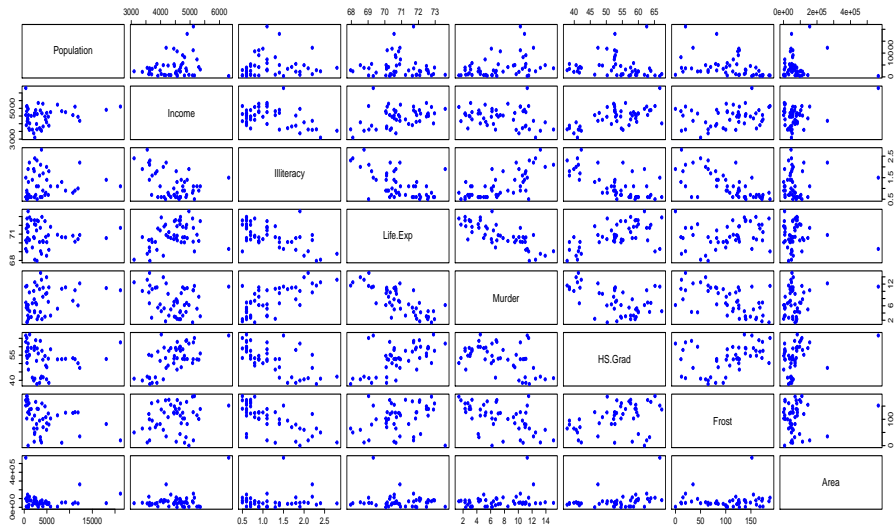 3000 4000 5000 6000 68 69 70 71 72 73 40 45 50 55 60 65 0e+00 2e+05 4e+05
Population
0 10000
3000 5000
Income
Illiteracy
0.5 1.5 2.5
68 71
Life.Exp
Murder
2 6 12
40 55
HS.Grad
Frost
0 100
0e+00 4e+05
Area
0 5000 15000 0.5 1.0 1.5 2.0 2.5 2 4 6 8 10 12 14 0 50 100 150